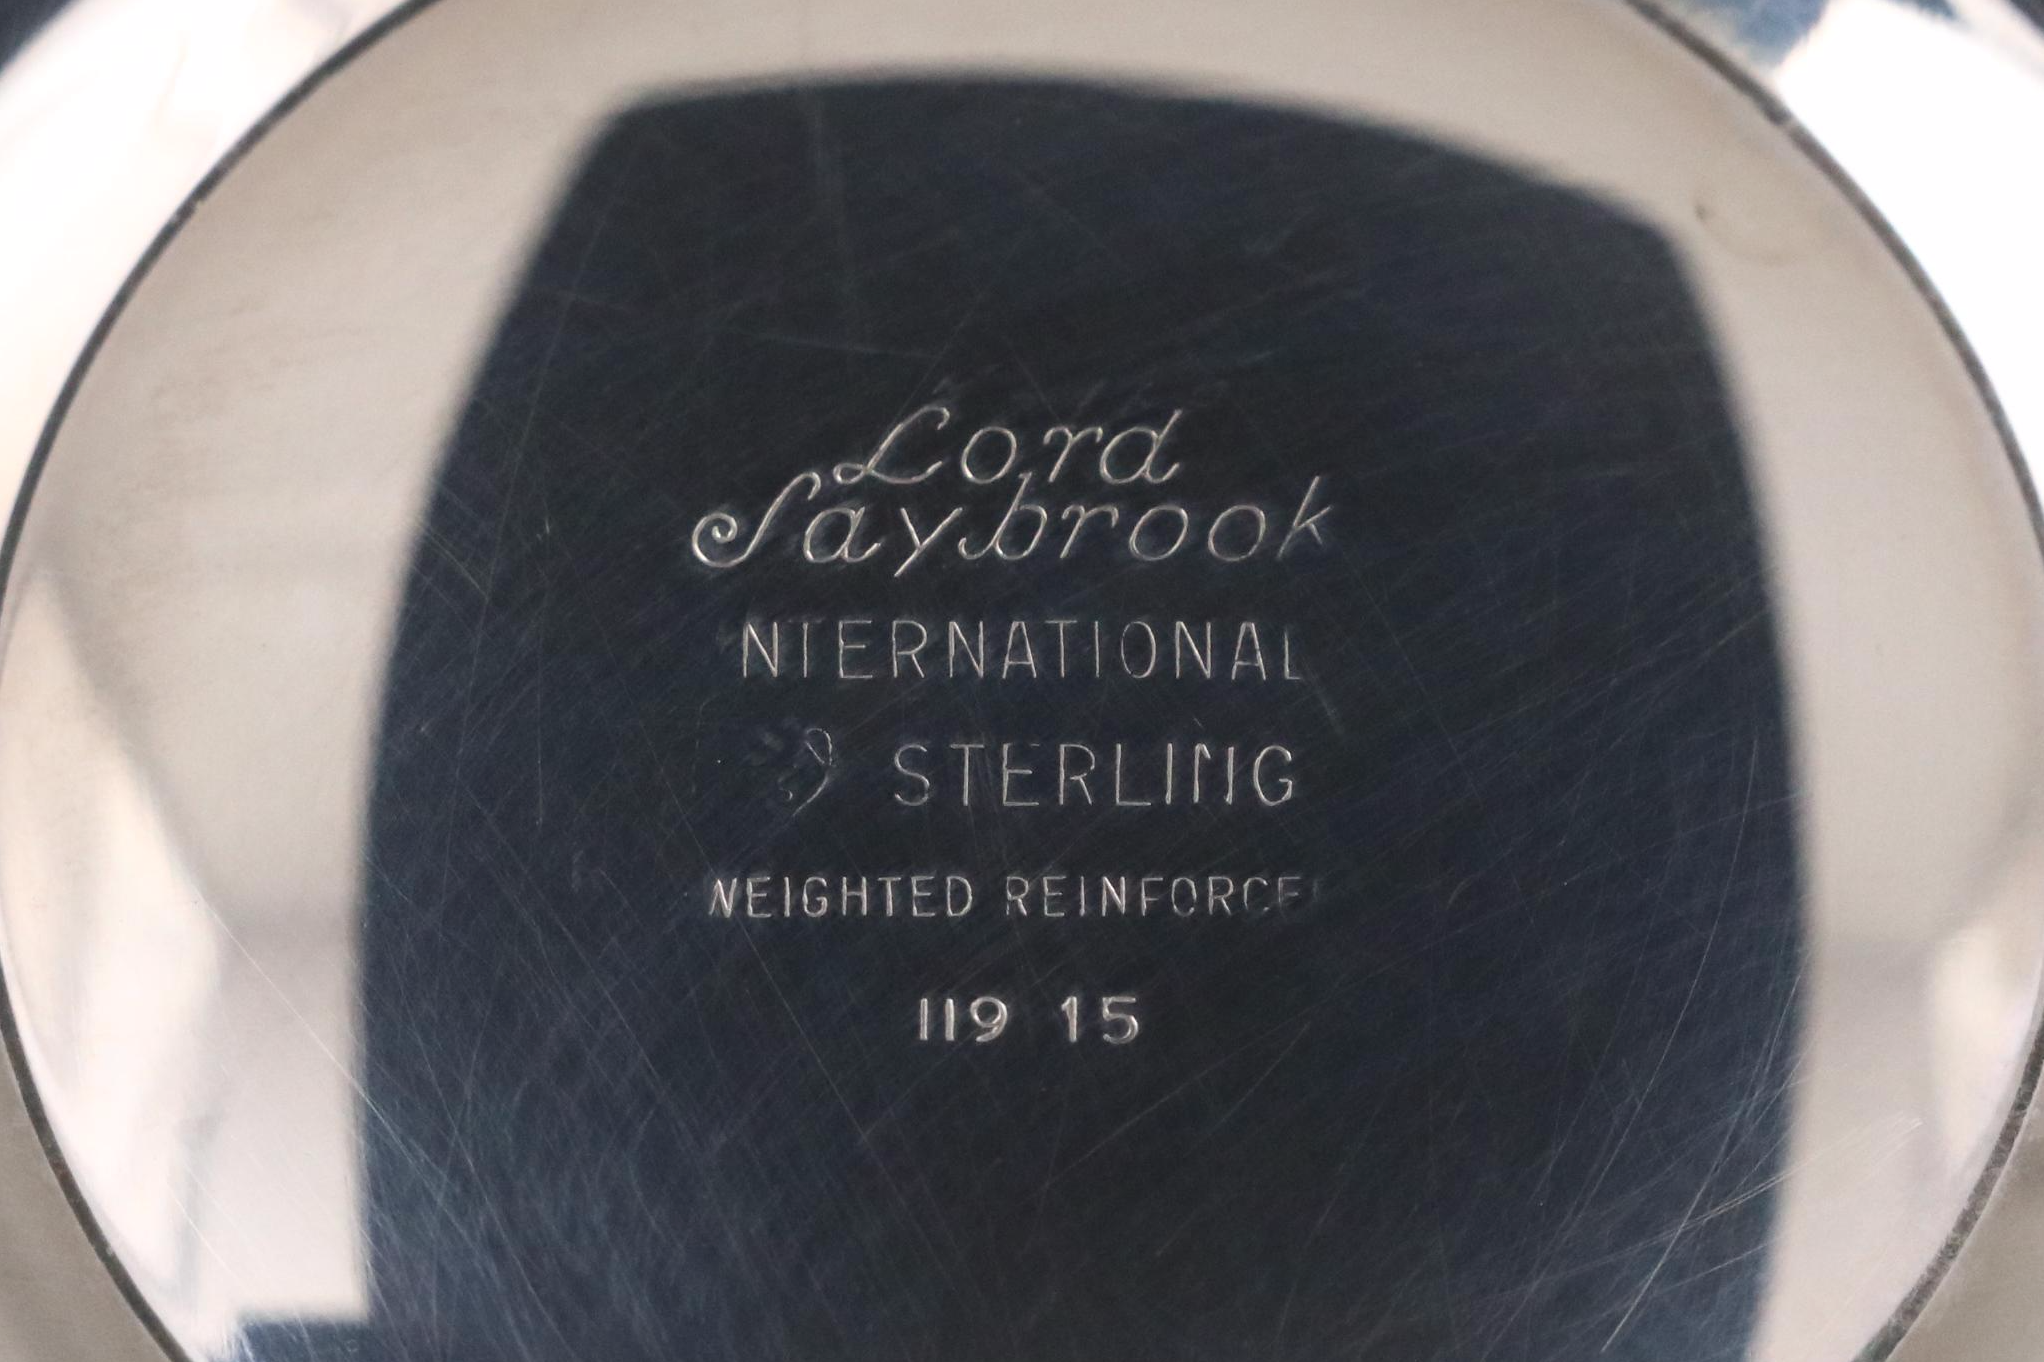 Lord
Saybrook
NTERNATIONAL
STERLING
WEIGHTED REINFORCE
119 15